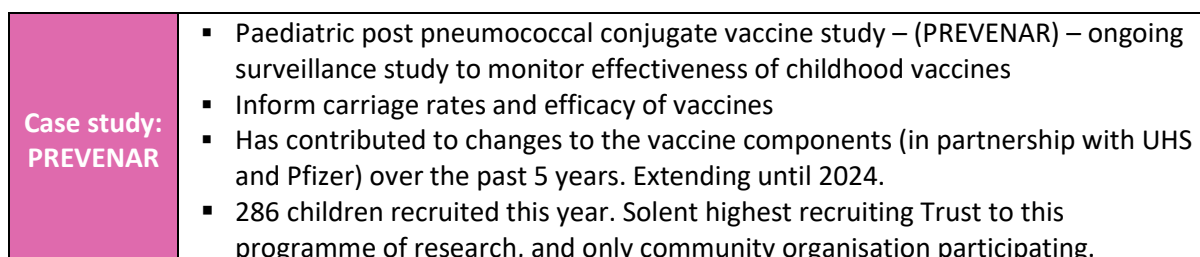 Case study:
PREVENAR
▪ Paediatric post pneumococcal conjugate vaccine study – (PREVENAR) – ongoing
surveillance study to monitor effectiveness of childhood vaccines
▪ Inform carriage rates and efficacy of vaccines
▪ Has contributed to changes to the vaccine components (in partnership with UHS
and Pfizer) over the past 5 years. Extending until 2024.
▪ 286 children recruited this year. Solent highest recruiting Trust to this
programme of research, and only community organisation participating.